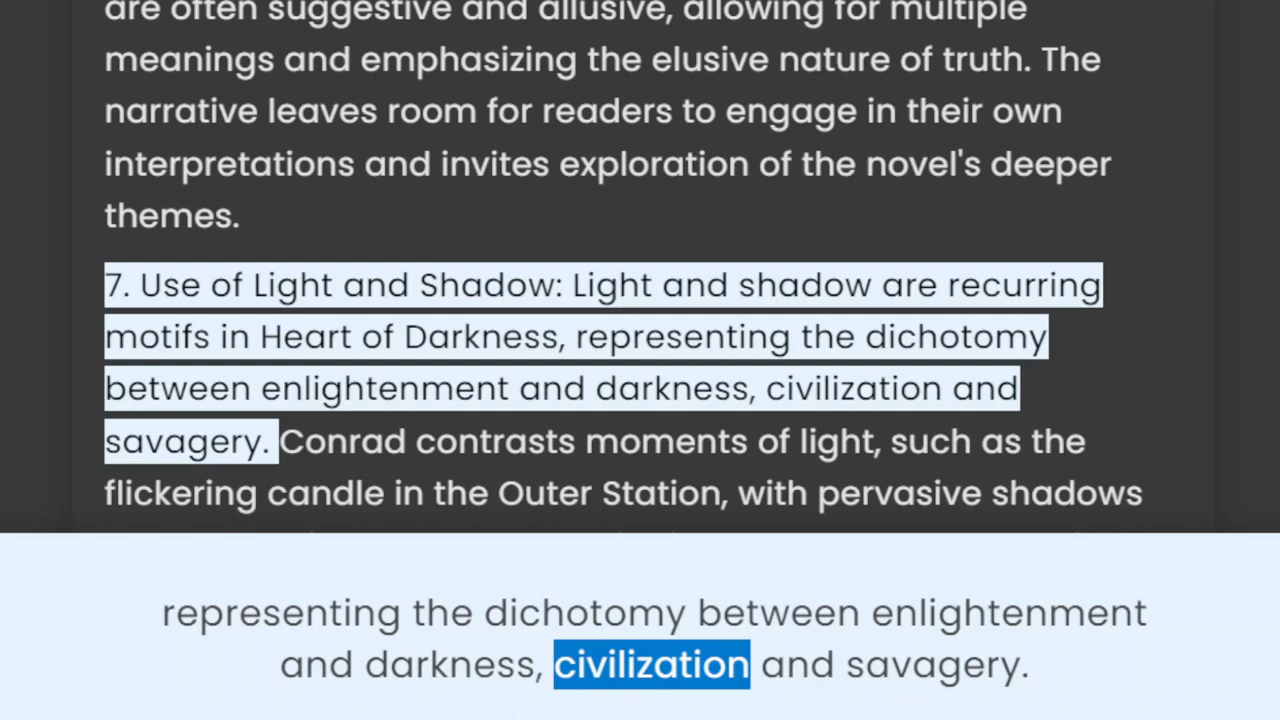 are often suggestive and allusive, allowing for multiple
meanings and emphasizing the elusive nature of truth. The
narrative leaves room for readers to engage in their own
interpretations and invites exploration of the novel's deeper
themes.
7. Use of Light and Shadow: Light and shadow are recurring
motifs in Heart of Darkness, representing the dichotomy
between enlightenment and darkness, civilization and
savagery. Conrad contrasts moments of light, such as the
flickering candle in the Outer Station, with pervasive shadows
representing the dichotomy between enlightenment
and darkness, civilization and savagery.